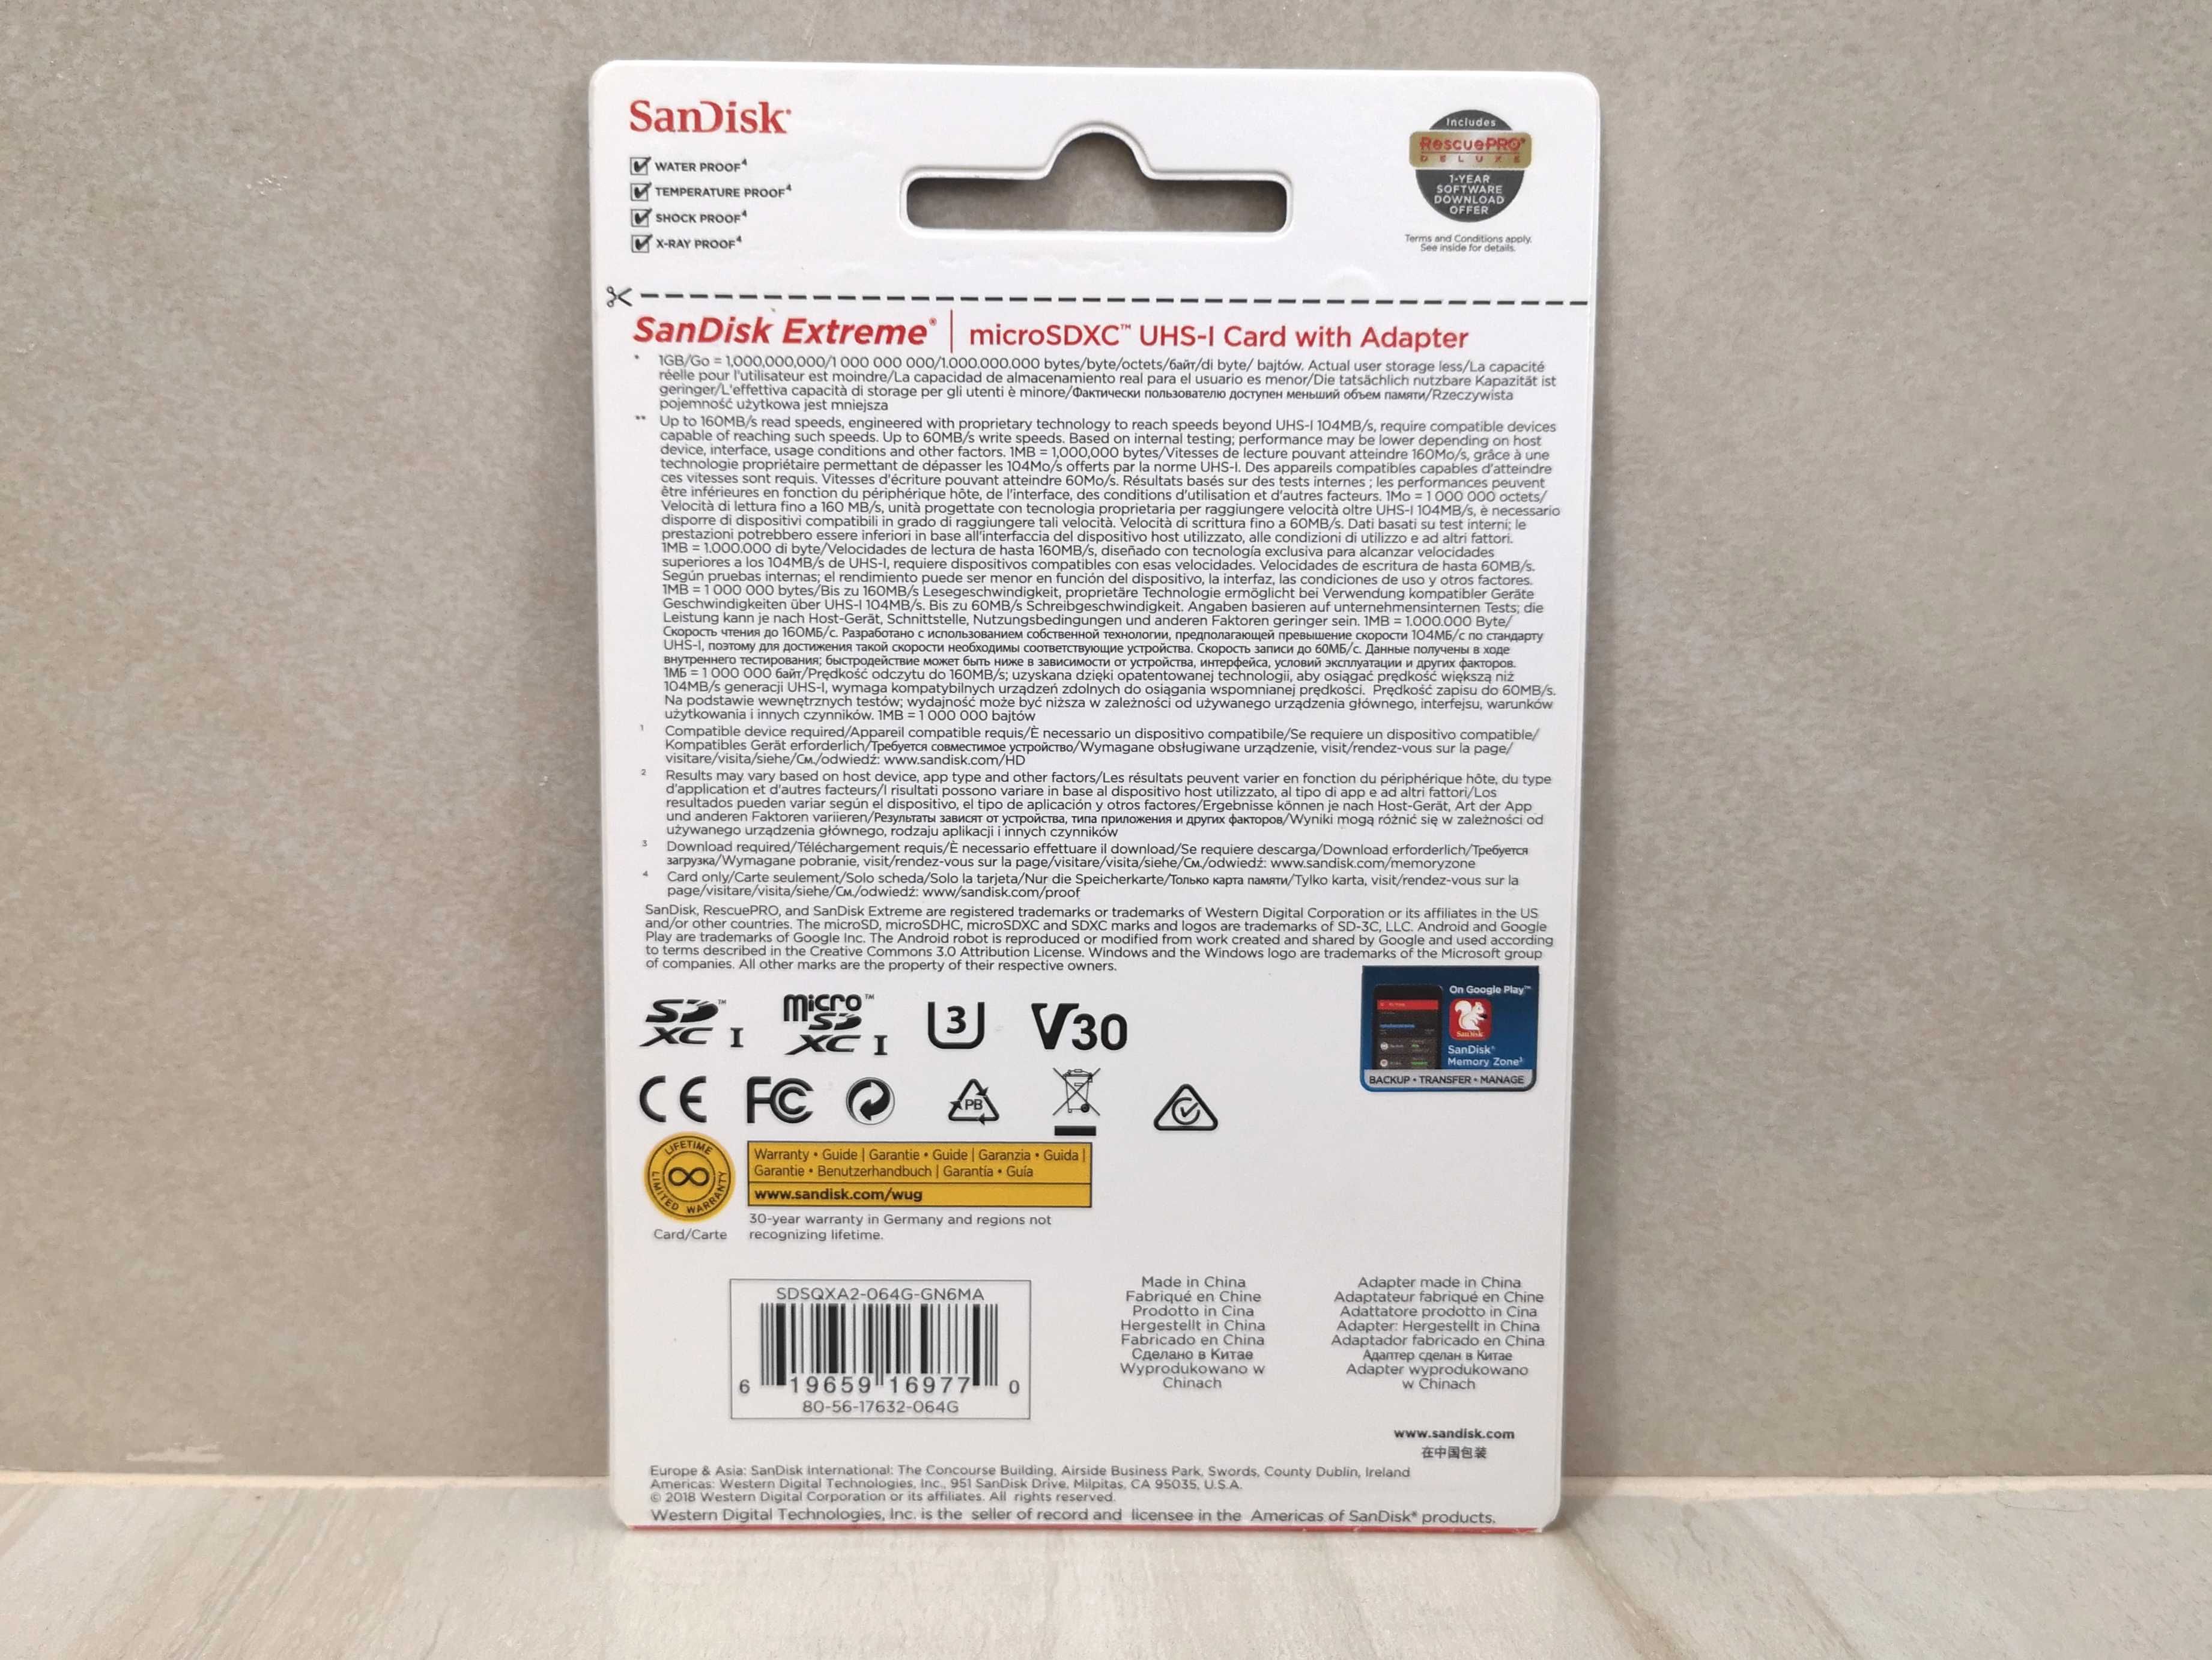 SanDisk®
WATER PROOF⁴
TEMPERATURE PROOF⁴
SHOCK PROOF⁴
X-RAY PROOF⁴
Includes
RescuePRO®
DELUXE
1-YEAR
SOFTWARE
DOWNLOAD
OFFER
Terms and Conditions apply.
See inside for details.
SanDisk Extreme® | microSDXC™ UHS-I Card with Adapter
* 1GB/Go = 1,000,000,000/1 000 000 000/1.000.000.000 bytes/byte/octets/байт/di byte/ bajtów. Actual user storage less/La capacité
réelle pour l'utilisateur est moindre/La capacidad de almacenamiento real para el usuario es menor/Die tatsächlich nutzbare Kapazität ist
geringer/L'effettiva capacità di storage per gli utenti è minore/Фактически пользователю доступен меньший объем памяти/Rzeczywista
pojemność użytkowa jest mniejsza
** Up to 160MB/s read speeds, engineered with proprietary technology to reach speeds beyond UHS-I 104MB/s, require compatible devices
capable of reaching such speeds. Up to 60MB/s write speeds. Based on internal testing; performance may be lower depending on host
device, interface, usage conditions and other factors. 1MB = 1,000,000 bytes/Vitesses de lecture pouvant atteindre 160Mo/s, grâce à une
technologie propriétaire permettant de dépasser les 104Mo/s offerts par la norme UHS-I. Des appareils compatibles capables d'atteindre
ces vitesses sont requis. Vitesses d'écriture pouvant atteindre 60Mo/s. Résultats basés sur des tests internes ; les performances peuvent
être inférieures en fonction du périphérique hôte, de l'interface, des conditions d'utilisation et d'autres facteurs. 1Mo = 1 000 000 octets/
Velocità di lettura fino a 160 MB/s, unità progettate con tecnologia proprietaria per raggiungere velocità oltre UHS-I 104MB/s, è necessario
disporre di dispositivi compatibili in grado di raggiungere tali velocità. Velocità di scrittura fino a 60MB/s. Dati basati su test interni; le
prestazioni potrebbero essere inferiori in base all'interfaccia del dispositivo host utilizzato, alle condizioni di utilizzo e ad altri fattori.
1MB = 1.000.000 di byte/Velocidades de lectura de hasta 160MB/s, diseñado con tecnología exclusiva para alcanzar velocidades
superiores a los 104MB/s de UHS-I, requiere dispositivos compatibles con esas velocidades. Velocidades de escritura de hasta 60MB/s.
Según pruebas internas; el rendimiento puede ser menor en función del dispositivo, la interfaz, las condiciones de uso y otros factores.
1MB = 1 000 000 bytes/Bis zu 160MB/s Lesegeschwindigkeit, proprietäre Technologie ermöglicht bei Verwendung kompatibler Geräte
Geschwindigkeiten über UHS-I 104MB/s. Bis zu 60MB/s Schreibgeschwindigkeit. Angaben basieren auf unternehmensinternen Tests; die
Leistung kann je nach Host-Gerät, Schnittstelle, Nutzungsbedingungen und anderen Faktoren geringer sein. 1MB = 1.000.000 Byte/
Скорость чтения до 160МБ/с. Разработано с использованием собственной технологии, предполагающей превышение скорости 104МБ/с по стандарту
UHS-I, поэтому для достижения такой скорости необходимы соответствующие устройства. Скорость записи до 60МБ/с. Данные получены в ходе
внутреннего тестирования; быстродействие может быть ниже в зависимости от устройства, интерфейса, условий эксплуатации и других факторов.
1МБ = 1 000 000 байт/Prędkość odczytu do 160MB/s; uzyskana dzięki opatentowanej technologii, aby osiągać prędkość większą niż
104MB/s generacji UHS-I, wymaga kompatybilnych urządzeń zdolnych do osiągania wspomnianej prędkości. Prędkość zapisu do 60MB/s.
Na podstawie wewnętrznych testów; wydajność może być niższa w zależności od używanego urządzenia głównego, interfejsu, warunków
użytkowania i innych czynników. 1MB = 1 000 000 bajtów
1 Compatible device required/Appareil compatible requis/È necessario un dispositivo compatibile/Se requiere un dispositivo compatible/
Kompatibles Gerät erforderlich/Требуется совместимое устройство/Wymagane obsługiwane urządzenie, visit/rendez-vous sur la page/
visitare/visita/siehe/См./odwiedź: www.sandisk.com/HD
2 Results may vary based on host device, app type and other factors/Les résultats peuvent varier en fonction du périphérique hôte, du type
d'application et d'autres facteurs/I risultati possono variare in base al dispositivo host utilizzato, al tipo di app e ad altri fattori/Los
resultados pueden variar según el dispositivo, el tipo de aplicación y otros factores/Ergebnisse können je nach Host-Gerät, Art der App
und anderen Faktoren variieren/Результаты зависят от устройства, типа приложения и других факторов/Wyniki mogą różnić się w zależności od
używanego urządzenia głównego, rodzaju aplikacji i innych czynników
3 Download required/Téléchargement requis/È necessario effettuare il download/Se requiere descarga/Download erforderlich/Требуется
загрузка/Wymagane pobranie, visit/rendez-vous sur la page/visitare/visita/siehe/См./odwiedź: www.sandisk.com/memoryzone
4 Card only/Carte seulement/Solo scheda/Solo la tarjeta/Nur die Speicherkarte/Только карта памяти/Tylko karta, visit/rendez-vous sur la
page/visitare/visita/siehe/См./odwiedź: www/sandisk.com/proof
SanDisk, RescuePRO, and SanDisk Extreme are registered trademarks or trademarks of Western Digital Corporation or its affiliates in the US
and/or other countries. The microSD, microSDHC, microSDXC and SDXC marks and logos are trademarks of SD-3C, LLC. Android and Google
Play are trademarks of Google Inc. The Android robot is reproduced or modified from work created and shared by Google and used according
to terms described in the Creative Commons 3.0 Attribution License. Windows and the Windows logo are trademarks of the Microsoft group
of companies. All other marks are the property of their respective owners.
SD XC I™ micro SD XC I™ U3 V30
On Google Play™
SanDisk
SanDisk®
Memory Zone³
BACKUP • TRANSFER • MANAGE
CE FC PB
LIFETIME
LIMITED WARRANTY
Card/Carte
Warranty • Guide | Garantie • Guide | Garanzia • Guida |
Garantie • Benutzerhandbuch | Garantía • Guía
www.sandisk.com/wug
30-year warranty in Germany and regions not
recognizing lifetime.
SDSQXA2-064G-GN6MA
6 19659 16977 0
80-56-17632-064G
Made in China
Fabriqué en Chine
Prodotto in Cina
Hergestellt in China
Fabricado en China
Сделано в Китае
Wyprodukowano w
Chinach
Adapter made in China
Adaptateur fabriqué en Chine
Adattatore prodotto in Cina
Adapter: Hergestellt in China
Adaptador fabricado en China
Адаптер сделан в Китае
Adapter wyprodukowano
w Chinach
www.sandisk.com
在中国包装
Europe & Asia: SanDisk International: The Concourse Building, Airside Business Park, Swords, County Dublin, Ireland
Americas: Western Digital Technologies, Inc., 951 SanDisk Drive, Milpitas, CA 95035, U.S.A.
© 2018 Western Digital Corporation or its affiliates. All rights reserved.
Western Digital Technologies, Inc. is the seller of record and licensee in the Americas of SanDisk® products.